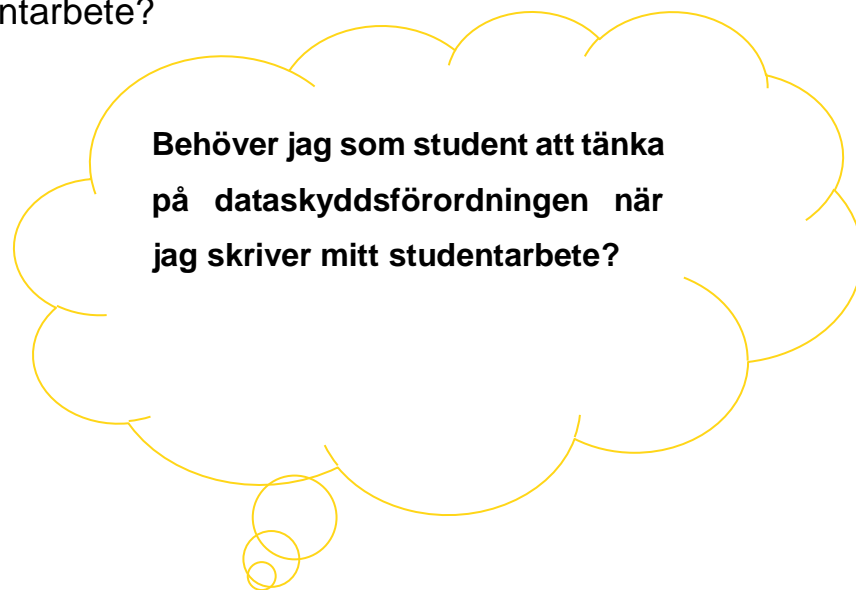 ntarbete?
Behöver jag som student att tänka
på dataskyddsförordningen när
jag skriver mitt studentarbete?